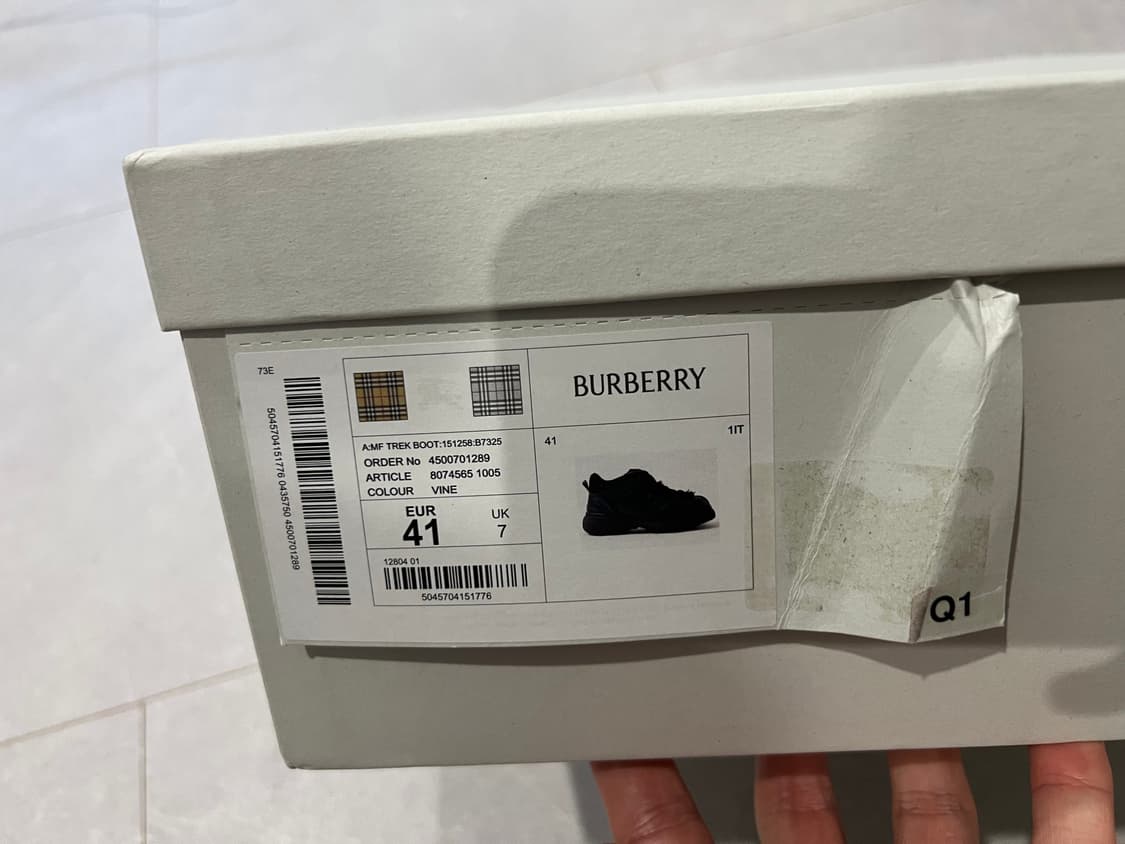 73E
5045704151776 0435750 4500701289
BURBERRY
A:MF TREK BOOT:151258:B7325
ORDER No 4500701289
ARTICLE 8074565 1005
COLOUR VINE
EUR
41
UK
7
12804 01
5045704151776
41
1IT
Q1